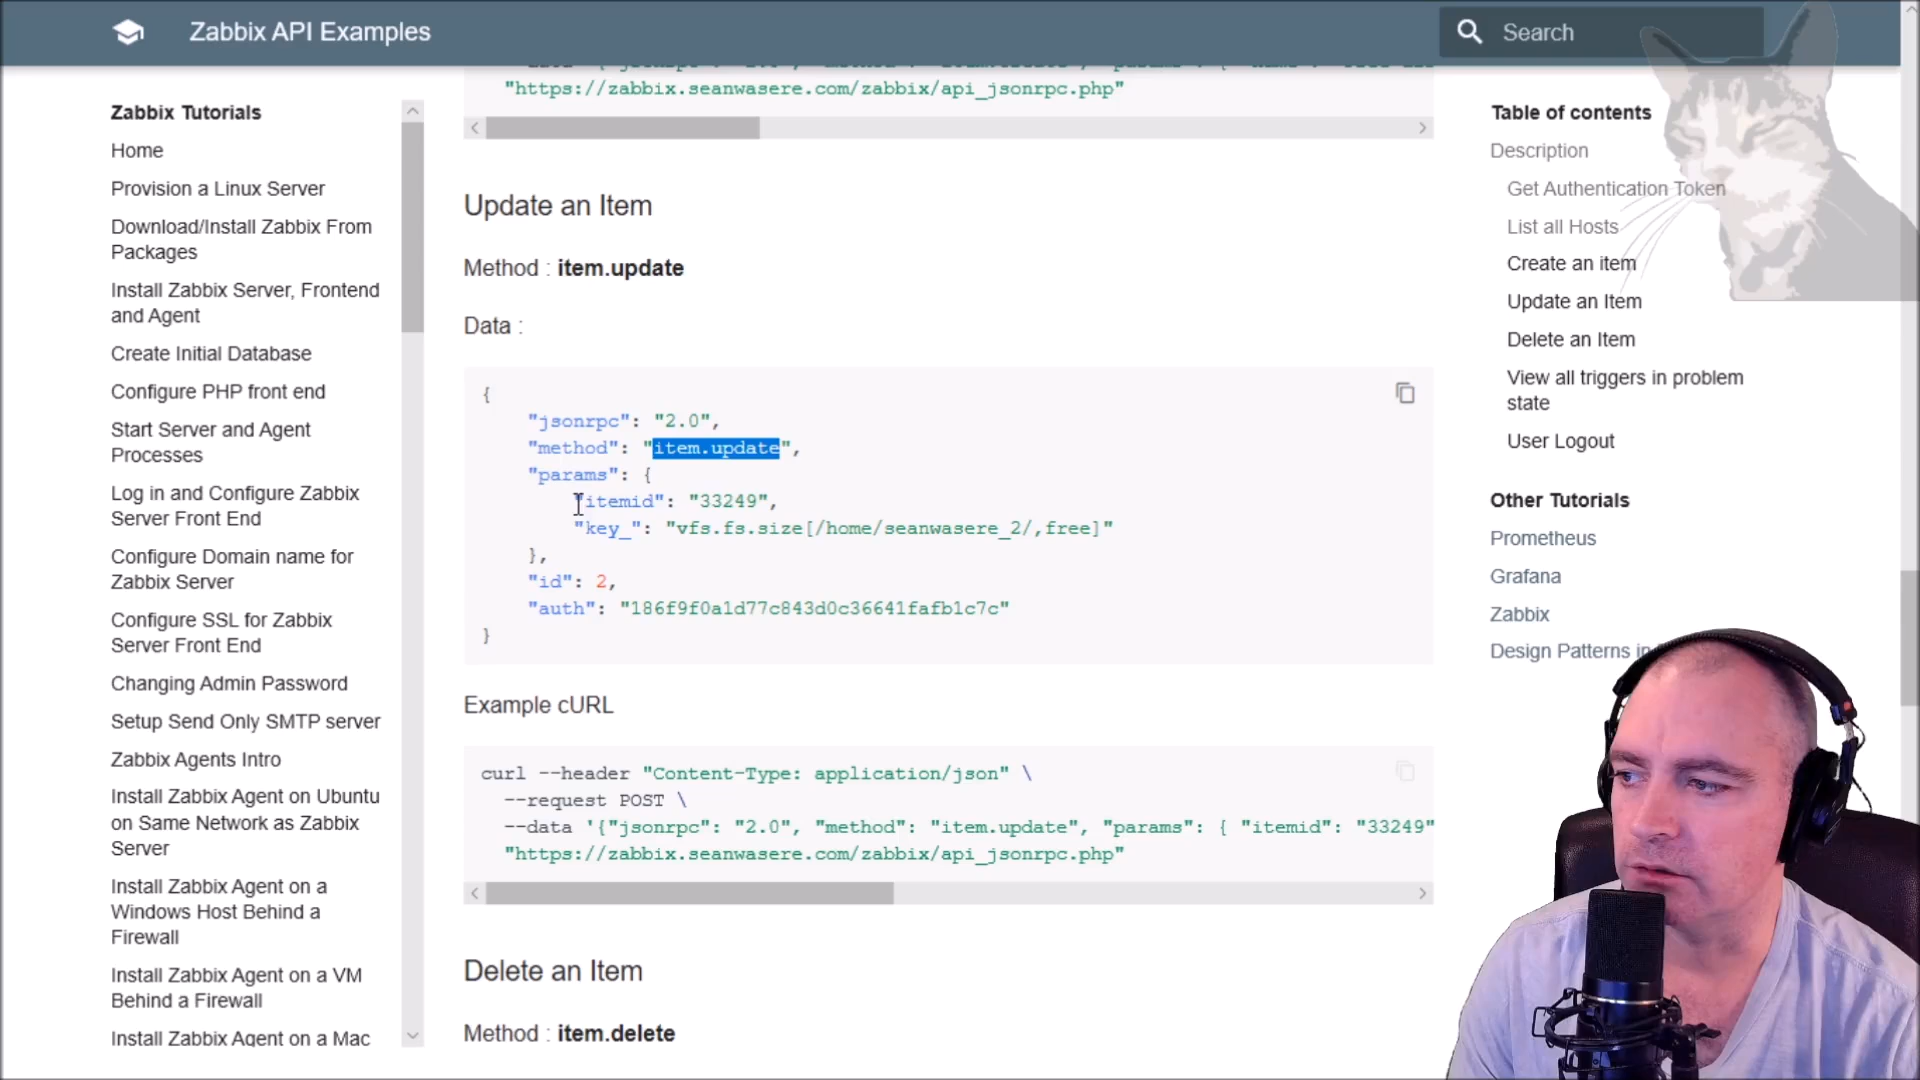 Zabbix API Examples
Search
Zabbix Tutorials
Home
Provision a Linux Server
Download/Install Zabbix From
Packages
Install Zabbix Server, Frontend
and Agent
Create Initial Database
Configure PHP front end
Start Server and Agent
Processes
Log in and Configure Zabbix
Server Front End
Configure Domain name for
Zabbix Server
Configure SSL for Zabbix
Server Front End
Changing Admin Password
Setup Send Only SMTP server
Zabbix Agents Intro
Install Zabbix Agent on Ubuntu
on Same Network as Zabbix
Server
Install Zabbix Agent on a
Windows Host Behind a
Firewall
Install Zabbix Agent on a VM
Behind a Firewall
Install Zabbix Agent on a Mac
"https://zabbix.seanwasere.com/zabbix/api_jsonrpc.php"
Update an Item
Method : item.update
Data :
{
"jsonrpc": "2.0",
"method": "item.update",
"params": {
"itemid": "33249",
"key_": "vfs.fs.size[/home/seanwasere_2/,free]"
},
"id": 2,
"auth": "186f9f0a1d77c843d0c36641fafb1c7c"
}
Example cURL
curl --header "Content-Type: application/json" \
--request POST \
--data '{"jsonrpc": "2.0", "method": "item.update", "params": { "itemid": "33249"
"https://zabbix.seanwasere.com/zabbix/api_jsonrpc.php"
Delete an Item
Method : item.delete
Table of contents
Description
Get Authentication Token
List all Hosts
Create an item
Update an Item
Delete an Item
View all triggers in problem
state
User Logout
Other Tutorials
Prometheus
Grafana
Zabbix
Design Patterns in